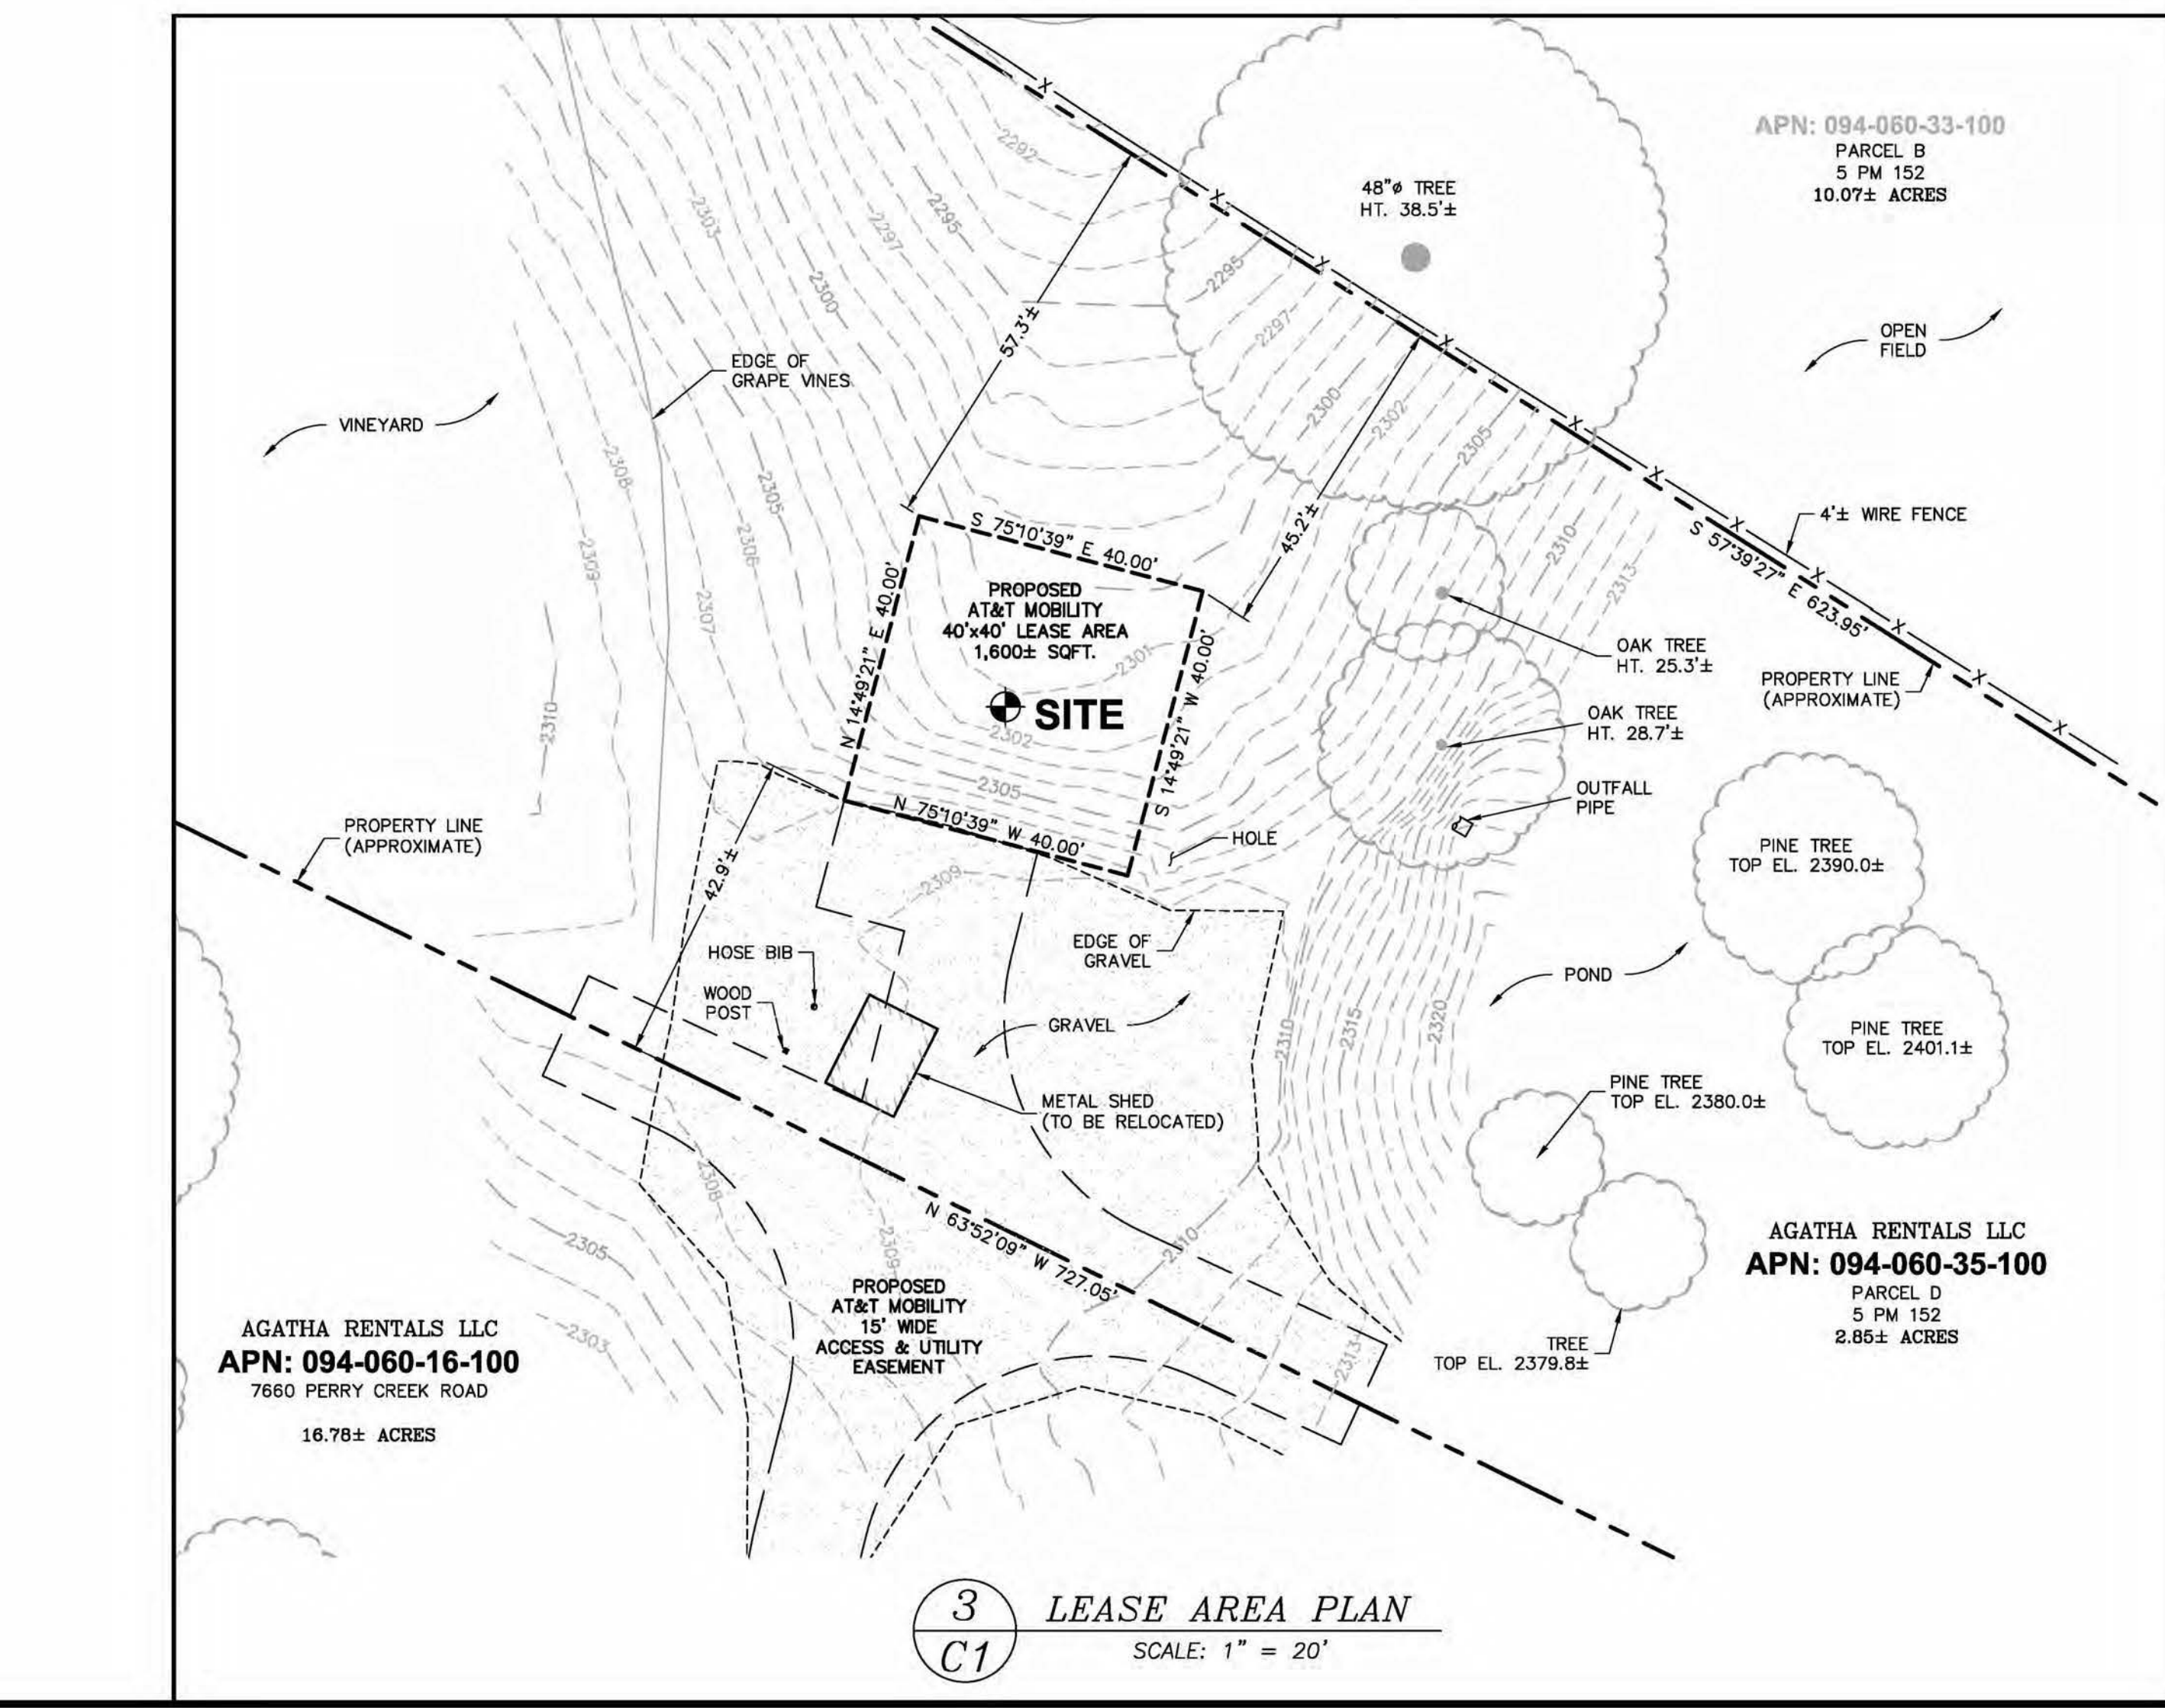 APN: 094-060-33-100
PARCEL B
5 PM 152
10.07± ACRES
48"ø TREE
HT. 38.5'±
2292
2303
2295
2297
2300
2295
2297
2300
2302
2305
57.3'±
OPEN
FIELD
EDGE OF
GRAPE VINES
VINEYARD
2308
2305
2306
2309
2307
2310
4'± WIRE FENCE
S 57°39'27" E 623.95'
45.2'±
2310
2313
S 75°10'39" E 40.00'
N 14°49'21" E 40.00'
PROPOSED
AT&T MOBILITY
40'x40' LEASE AREA
1,600± SQFT.
2301
SITE
2302
2305
S 14°49'21" W 40.00'
N 75°10'39" W 40.00'
OAK TREE
HT. 25.3'±
PROPERTY LINE
(APPROXIMATE)
OAK TREE
HT. 28.7'±
OUTFALL
PIPE
HOLE
PROPERTY LINE
(APPROXIMATE)
PINE TREE
TOP EL. 2390.0±
42.9'±
2309
HOSE BIB
EDGE OF
GRAVEL
POND
WOOD
POST
GRAVEL
2310
2315
2320
PINE TREE
TOP EL. 2401.1±
PINE TREE
TOP EL. 2380.0±
METAL SHED
(TO BE RELOCATED)
2308
2309
N 63°52'09" W 727.05'
2310
2305
2303
2313
PROPOSED
AT&T MOBILITY
15' WIDE
ACCESS & UTILITY
EASEMENT
AGATHA RENTALS LLC
APN: 094-060-35-100
PARCEL D
5 PM 152
2.85± ACRES
TREE
TOP EL. 2379.8±
AGATHA RENTALS LLC
APN: 094-060-16-100
7660 PERRY CREEK ROAD
16.78± ACRES
3
C1
LEASE AREA PLAN
SCALE: 1" = 20'